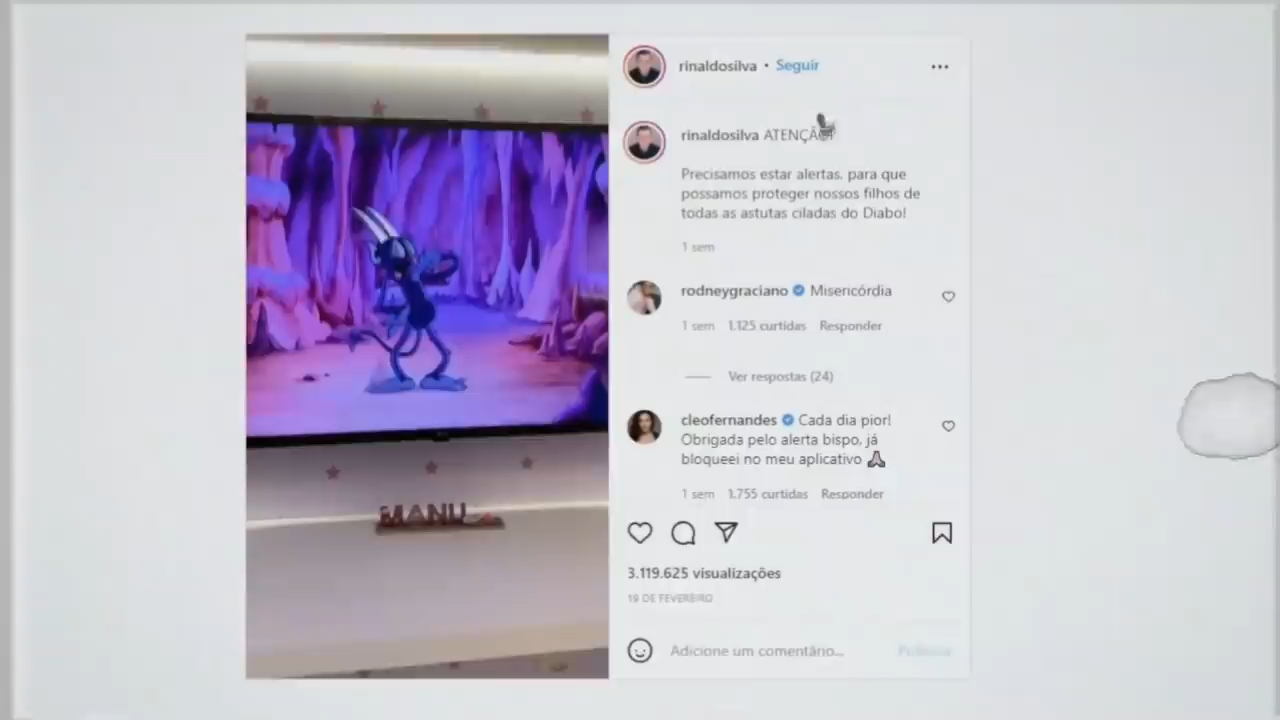 rinaldosilva • Seguir
rinaldosilva ATENÇÃO!
Precisamos estar alertas, para que
possamos proteger nossos filhos de
todas as astutas ciladas do Diabo!
1 sem
rodneygraciano Misericórdia
1 sem 1.125 curtidas Responder
Ver respostas (24)
cleofernandes Cada dia pior!
Obrigada pelo alerta bispo, já
bloqueei no meu aplicativo 🙏
1 sem 1.755 curtidas Responder
MANU
3.119.625 visualizações
19 DE FEVEREIRO
Adicione um comentário...
Publicar